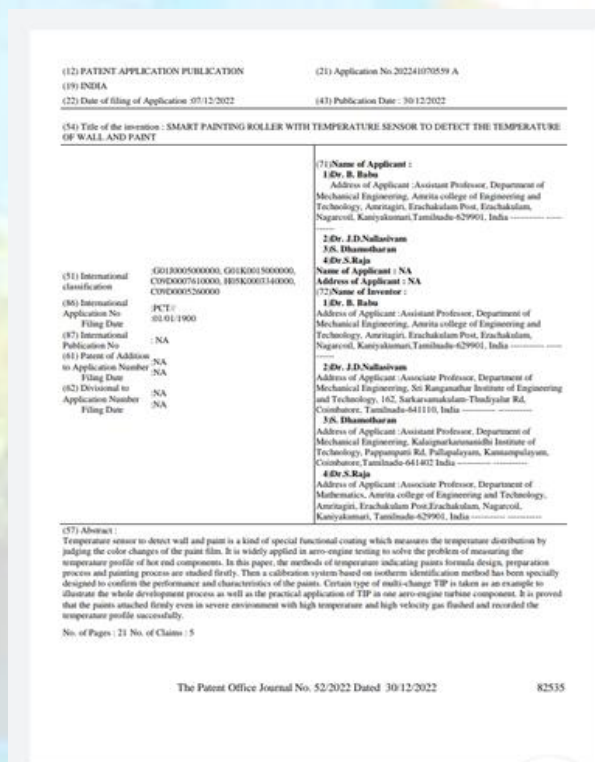 (12) PATENT APPLICATION PUBLICATION
(21) Application No.202241070559 A
(19) INDIA
(22) Date of filing of Application :07/12/2022
(43) Publication Date : 30/12/2022
(54) Title of the invention : SMART PAINTING ROLLER WITH TEMPERATURE SENSOR TO DETECT THE TEMPERATURE
OF WALL AND PAINT
(51) International
classification
:G01J0005000000, G01K0015000000,
C09D0007610000, H05K0003340000,
C09D0005260000
(86) International
Application No
Filing Date
:PCT//
:01/01/1900
(87) International
Publication No
: NA
(61) Patent of Addition
to Application Number
Filing Date
:NA
:NA
(62) Divisional to
Application Number
Filing Date
:NA
:NA
(71)Name of Applicant :
1)Dr. B. Babu
Address of Applicant :Assistant Professor, Department of
Mechanical Engineering, Amrita college of Engineering and
Technology, Amritagiri, Erachakulam Post, Erachakulam,
Nagarcoil, Kaniyakumari,Tamilnadu-629901, India ----------- -----
------
2)Dr. J.D.Nallasivam
3)S. Dhamotharan
4)Dr.S.Raja
Name of Applicant : NA
Address of Applicant : NA
(72)Name of Inventor :
1)Dr. B. Babu
Address of Applicant :Assistant Professor, Department of
Mechanical Engineering, Amrita college of Engineering and
Technology, Amritagiri, Erachakulam Post, Erachakulam,
Nagarcoil, Kaniyakumari,Tamilnadu-629901, India ----------- -----
------
2)Dr. J.D.Nallasivam
Address of Applicant :Associate Professor, Department of
Mechanical Engineering, Sri Ranganathar Institute of Engineering
and Technology, 162, Sarkarsamakulam-Thudiyalur Rd,
Coimbatore, Tamilnadu-641110, India ----------- -----------
3)S. Dhamotharan
Address of Applicant :Assistant Professor, Department of
Mechanical Engineering, Kalaignarkarunanidhi Institute of
Technology, Pappampatti Rd, Pallapalayam, Kannampalayam,
Coimbatore,Tamilnadu-641402 India ----------- -----------
4)Dr.S.Raja
Address of Applicant :Associate Professor, Department of
Mathematics, Amrita college of Engineering and Technology,
Amritagiri, Erachakulam Post,Erachakulam, Nagarcoil,
Kaniyakumari, Tamilnadu-629901, India ----------- -----------
(57) Abstract :
Temperature sensor to detect wall and paint is a kind of special functional coating which measures the temperature distribution by
judging the color changes of the paint film. It is widely applied in aero-engine testing to solve the problem of measuring the
temperature profile of hot end components. In this paper, the methods of temperature indicating paints formula design, preparation
process and painting process are studied firstly. Then a calibration system based on isotherm identification method has been specially
designed to confirm the performance and characteristics of the paints. Certain type of multi-change TIP is taken as an example to
illustrate the whole development process as well as the practical application of TIP in one aero-engine turbine component. It is proved
that the paints attached firmly even in severe environment with high temperature and high velocity gas flushed and recorded the
temperature profile successfully.
No. of Pages : 21 No. of Claims : 5
The Patent Office Journal No. 52/2022 Dated 30/12/2022
82535